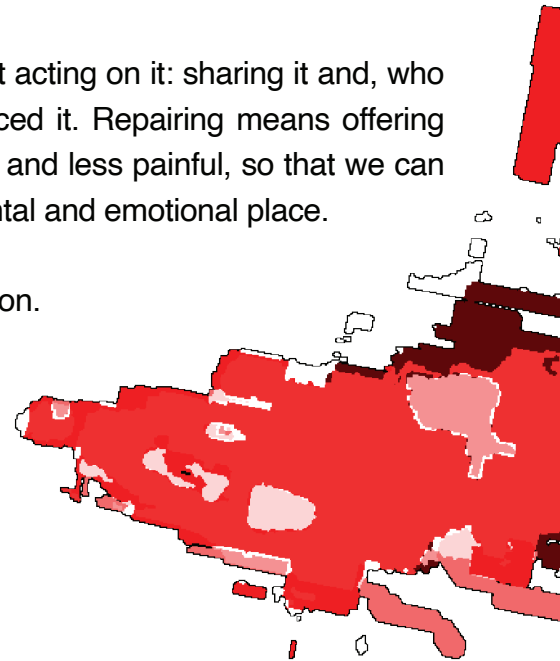 t acting on it: sharing it and, who
ced it. Repairing means offering
and less painful, so that we can
ntal and emotional place.
on.